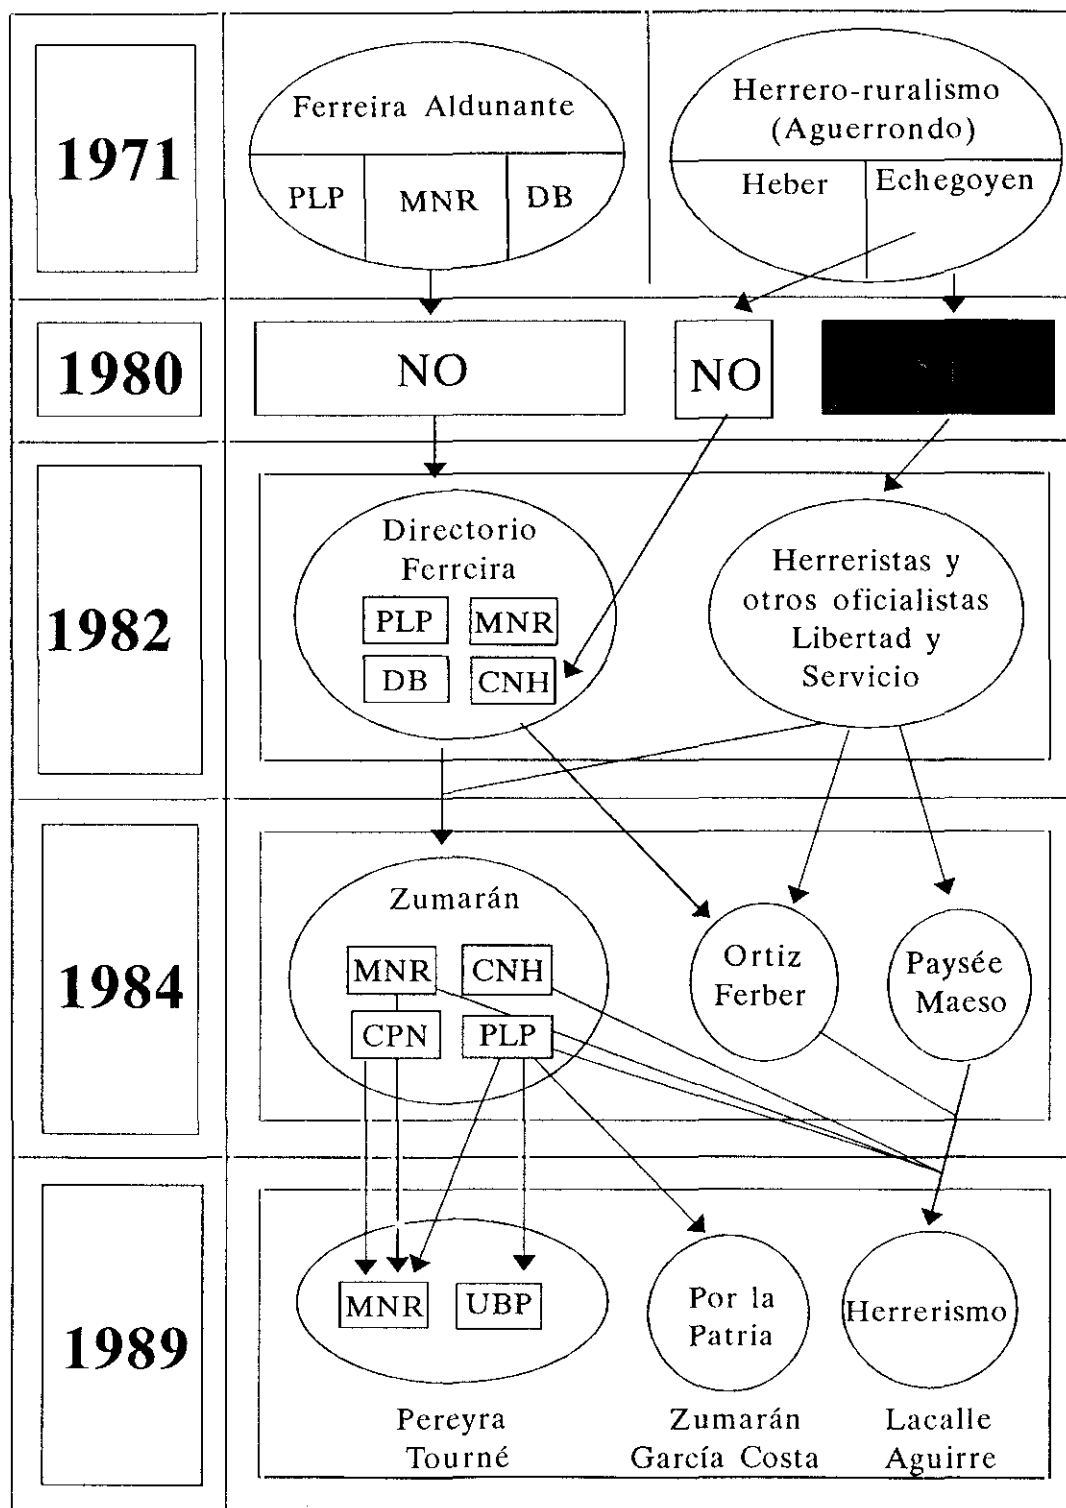 1971
Ferreira Aldunante
PLP
MNR
DB
Herrero-ruralismo
(Aguerrondo)
Heber
Echegoyen
1980
NO
NO
1982
Directorio
Ferreira
PLP
MNR
DB
CNH
Herreristas y
otros oficialistas
Libertad y
Servicio
1984
Zumarán
MNR
CNH
CPN
PLP
Ortiz
Ferber
Paysée
Maeso
1989
MNR
UBP
Por la
Patria
Herrerismo
Pereyra
Tourné
Zumarán
García Costa
Lacalle
Aguirre